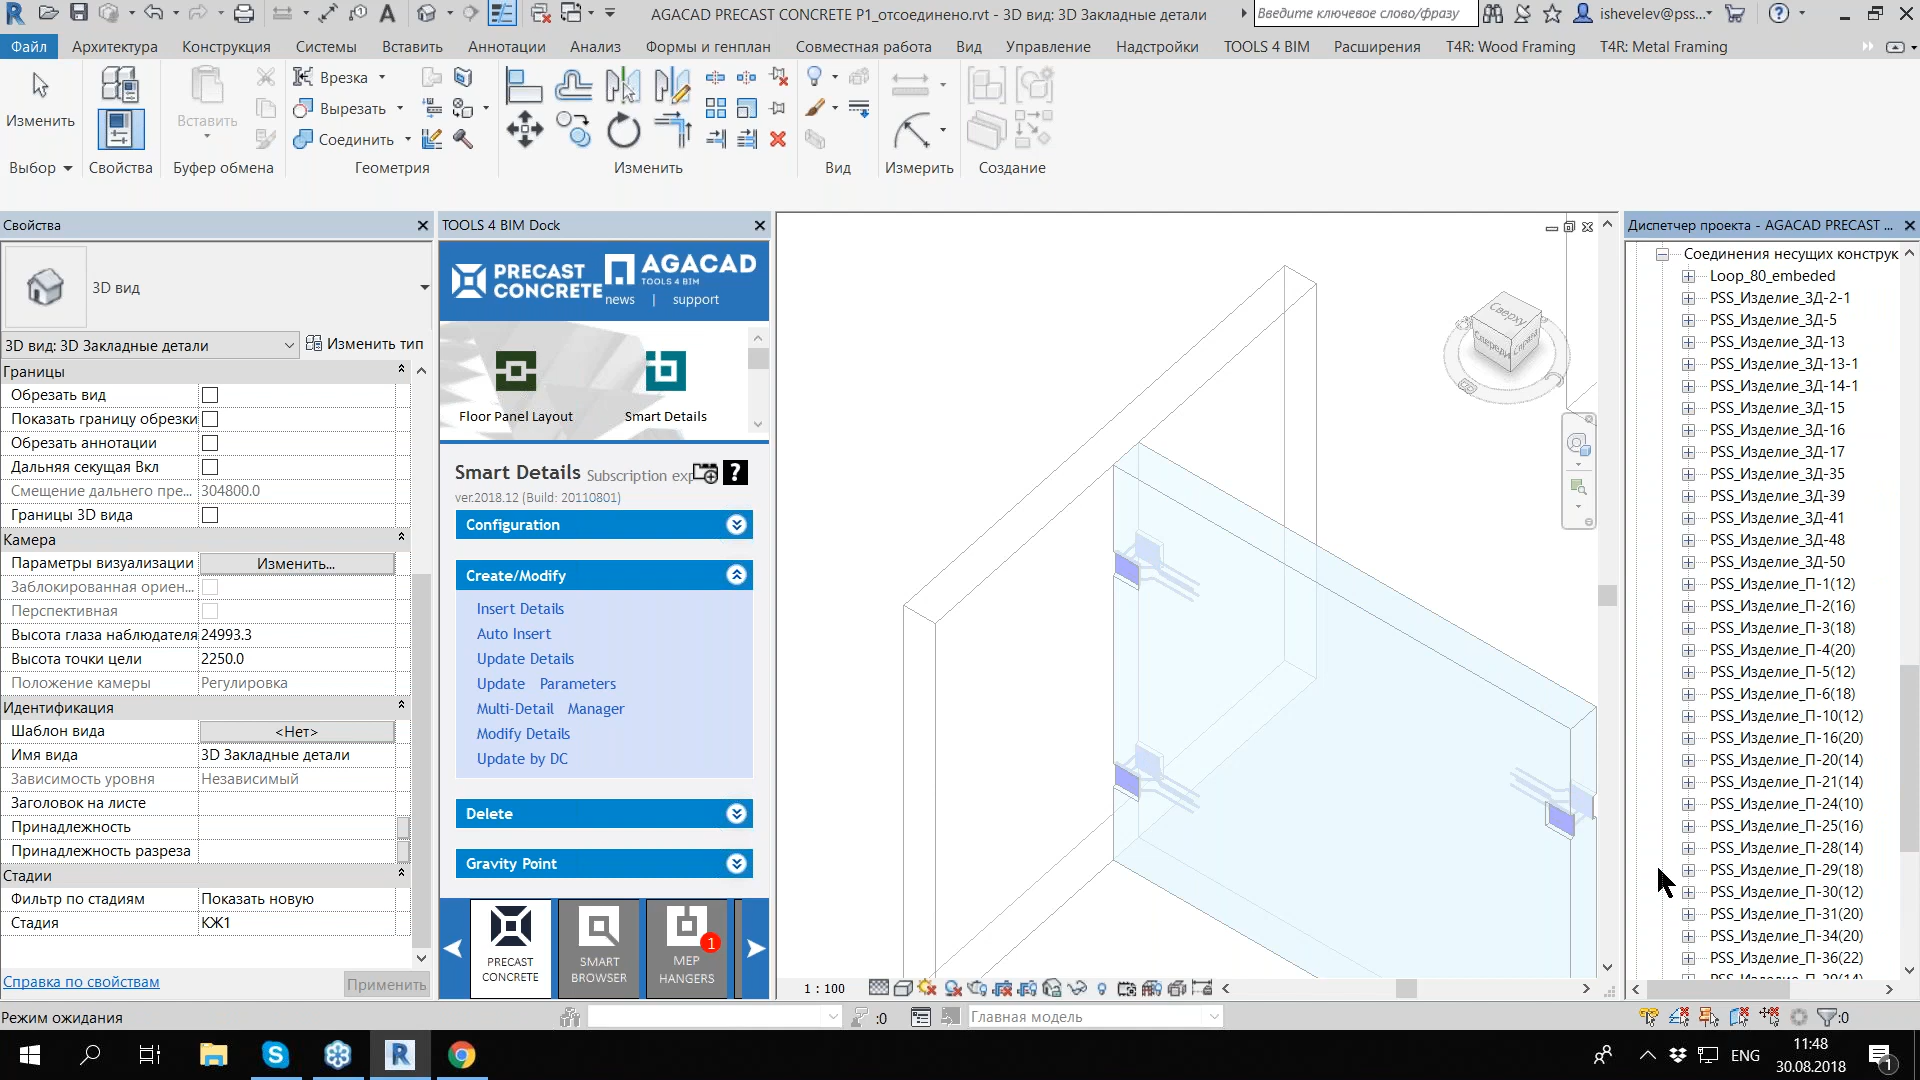 AGACAD PRECAST CONCRETE P1_отсоединено.rvt - 3D вид: 3D Закладные детали
Введите ключевое слово/фразу
ishevelev@pss...
Файл Архитектура Конструкция Системы Вставить Аннотации Анализ Формы и генплан Совместная работа Вид Управление Надстройки TOOLS 4 BIM Расширения T4R: Wood Framing T4R: Metal Framing
Изменить
Вставить
Врезка
Вырезать
Соединить
Выбор Свойства Буфер обмена Геометрия Изменить Вид Измерить Создание
Свойства
3D вид
3D вид: 3D Закладные детали Изменить тип
Границы
Обрезать вид
Показать границу обрезки
Обрезать аннотации
Дальняя секущая Вкл
Смещение дальнего пре... 304800.0
Границы 3D вида
Камера
Параметры визуализации Изменить...
Заблокированная ориен...
Перспективная
Высота глаза наблюдателя 24993.3
Высота точки цели 2250.0
Положение камеры Регулировка
Идентификация
Шаблон вида <Нет>
Имя вида 3D Закладные детали
Зависимость уровня Независимый
Заголовок на листе
Принадлежность
Принадлежность разреза
Стадии
Фильтр по стадиям Показать новую
Стадия КЖ1
Справка по свойствам Применить
TOOLS 4 BIM Dock
PRECAST CONCRETE
AGACAD
TOOLS 4 BIM
news | support
Floor Panel Layout Smart Details
Smart Details Subscription exp
ver.2018.12 (Build: 20110801)
Configuration
Create/Modify
Insert Details
Auto Insert
Update Details
Update Parameters
Multi-Detail Manager
Modify Details
Update by DC
Delete
Gravity Point
PRECAST CONCRETE
SMART BROWSER
MEP HANGERS
1
Сверху
Спереди
Справа
1 : 100
Диспетчер проекта - AGACAD PRECAST ...
Соединения несущих конструк
Loop_80_embeded
PSS_Изделие_ЗД-2-1
PSS_Изделие_ЗД-5
PSS_Изделие_ЗД-13
PSS_Изделие_ЗД-13-1
PSS_Изделие_ЗД-14-1
PSS_Изделие_ЗД-15
PSS_Изделие_ЗД-16
PSS_Изделие_ЗД-17
PSS_Изделие_ЗД-35
PSS_Изделие_ЗД-39
PSS_Изделие_ЗД-41
PSS_Изделие_ЗД-48
PSS_Изделие_ЗД-50
PSS_Изделие_П-1(12)
PSS_Изделие_П-2(16)
PSS_Изделие_П-3(18)
PSS_Изделие_П-4(20)
PSS_Изделие_П-5(12)
PSS_Изделие_П-6(18)
PSS_Изделие_П-10(12)
PSS_Изделие_П-16(20)
PSS_Изделие_П-20(14)
PSS_Изделие_П-21(14)
PSS_Изделие_П-24(10)
PSS_Изделие_П-25(16)
PSS_Изделие_П-28(14)
PSS_Изделие_П-29(18)
PSS_Изделие_П-30(12)
PSS_Изделие_П-31(20)
PSS_Изделие_П-34(20)
PSS_Изделие_П-36(22)
Режим ожидания
:0
Главная модель
:0
ENG
11:48
30.08.2018
1